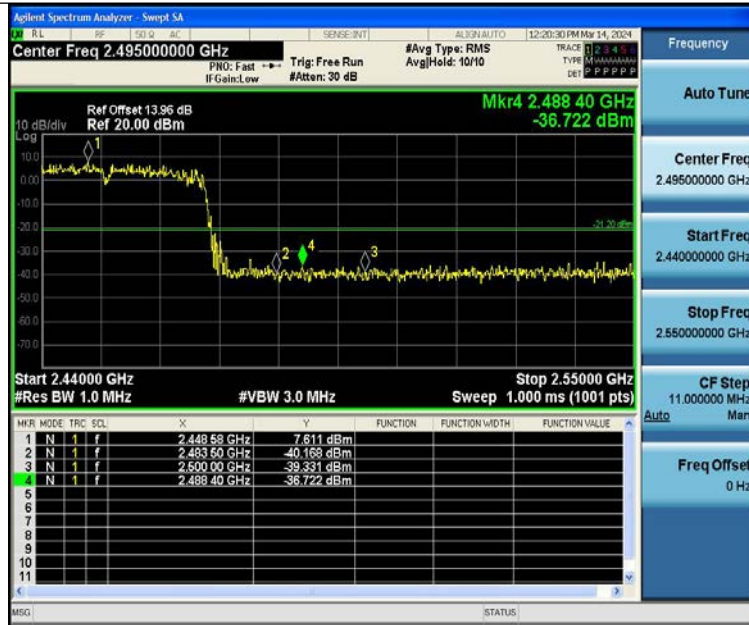 Agilent Spectrum Analyzer - Swept SA
RL RF 50 Ω AC SENSE:INT ALIGNAUTO 12:20:30 PM Mar 14, 2024
Center Freq 2.495000000 GHz
PNO: Fast
IFGain:Low
Trig: Free Run
#Atten: 30 dB
#Avg Type: RMS
Avg|Hold: 10/10
TRACE 1 2 3 4 5 6
TYPE M
DET P P P P P P
Mkr4 2.488 40 GHz
-36.722 dBm
Ref Offset 13.96 dB
10 dB/div Ref 20.00 dBm
Log
10.0
0.00
-10.0
-20.0
-30.0
-40.0
-50.0
-60.0
-70.0
1
2
4
3
-21.20 dBm
Start 2.44000 GHz Stop 2.55000 GHz
#Res BW 1.0 MHz #VBW 3.0 MHz Sweep 1.000 ms (1001 pts)
MKR MODE TRC SCL X Y FUNCTION FUNCTION WIDTH FUNCTION VALUE
1 N 1 f 2.448 58 GHz 7.611 dBm
2 N 1 f 2.483 50 GHz -40.168 dBm
3 N 1 f 2.500 00 GHz -39.331 dBm
4 N 1 f 2.488 40 GHz -36.722 dBm
5
6
7
8
9
10
11
MSG STATUS
Frequency
Auto Tune
Center Freq
2.495000000 GHz
Start Freq
2.440000000 GHz
Stop Freq
2.550000000 GHz
CF Step
11.000000 MHz
Auto Man
Freq Offset
0 Hz